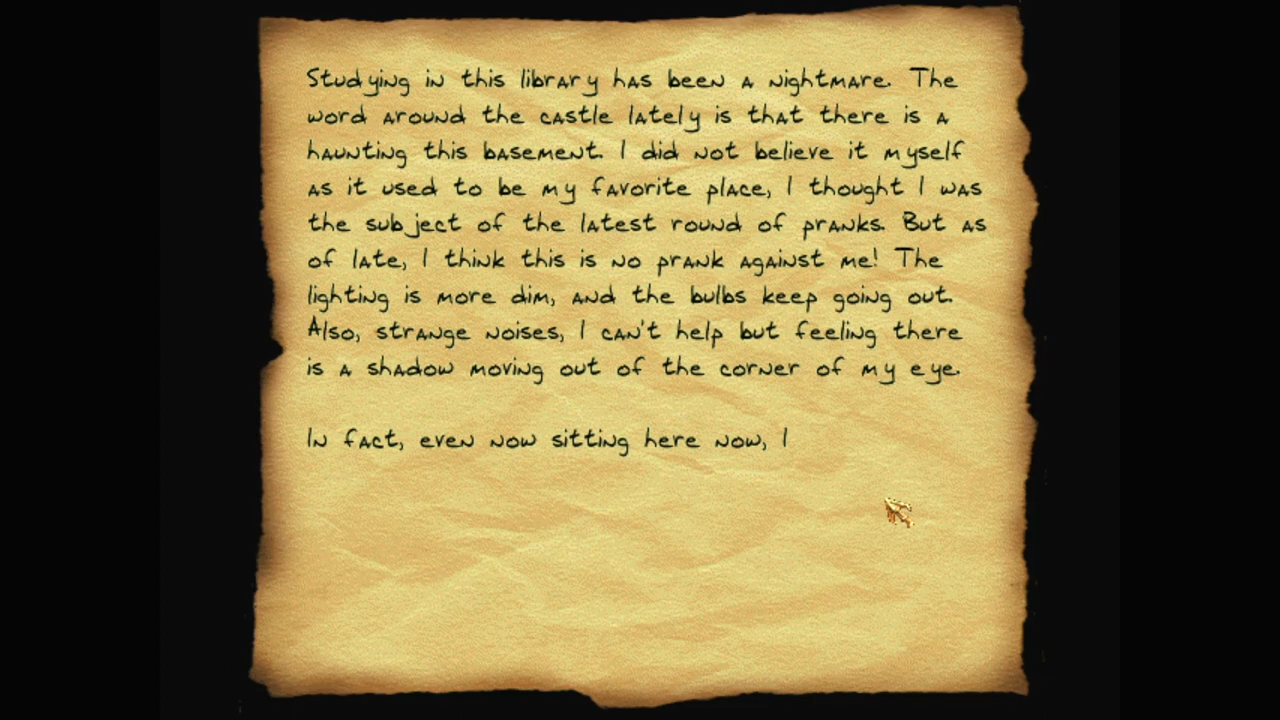 Studying in this library has been a nightmare. The
word around the castle lately is that there is a
haunting this basement. I did not believe it myself
as it used to be my favorite place, I thought I was
the subject of the latest round of pranks. But as
of late, I think this is no prank against me! The
lighting is more dim, and the bulbs keep going out.
Also, strange noises, I can't help but feeling there
is a shadow moving out of the corner of my eye.
In fact, even now sitting here now, I